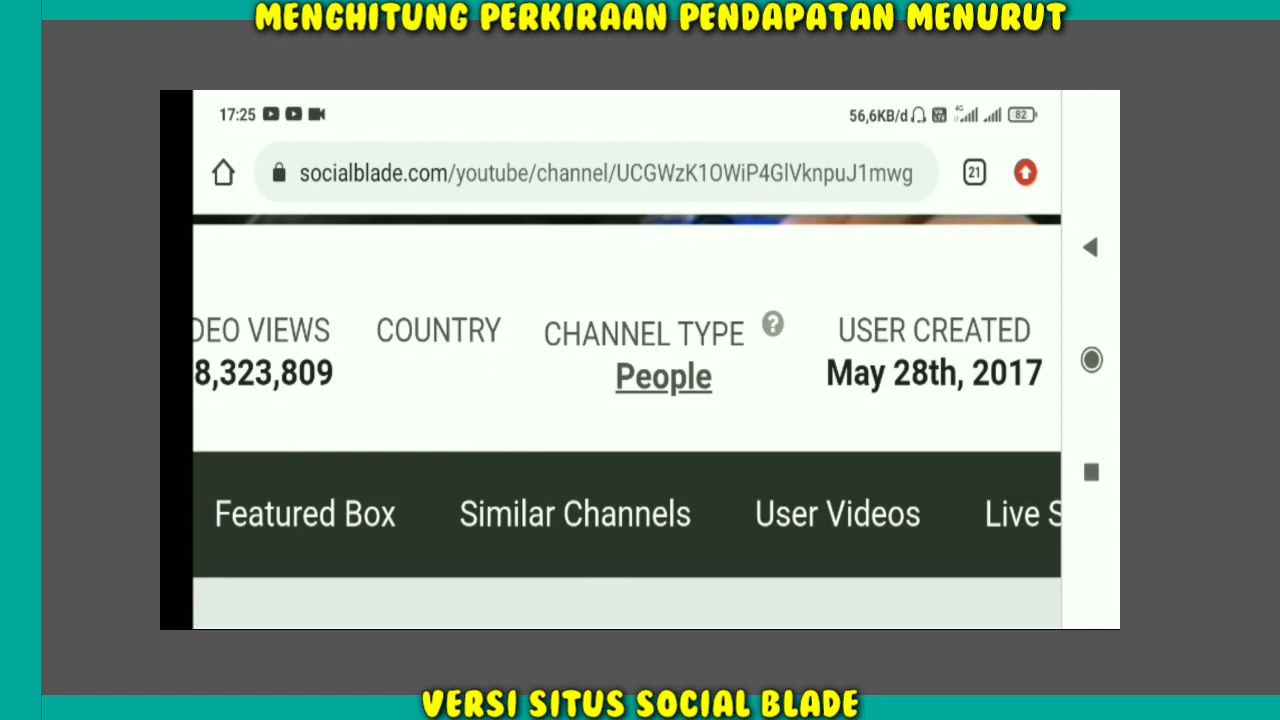 MENGHITUNG PERKIRAAN PENDAPATAN MENURUT
17:25 56,6KB/d 4G 82
socialblade.com/youtube/channel/UCGWzK1OWiP4GlVknpuJ1mwg 21
DEO VIEWS COUNTRY CHANNEL TYPE ? USER CREATED
8,323,809 People May 28th, 2017
Featured Box Similar Channels User Videos Live S
VERSI SITUS SOCIAL BLADE